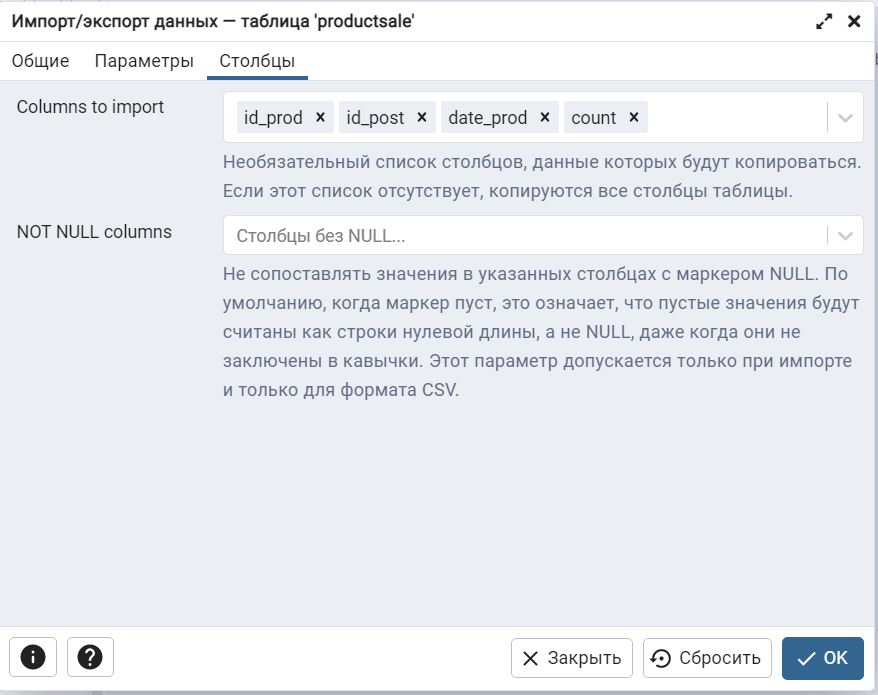 Импорт/экспорт данных — таблица 'productsale'
Общие Параметры Столбцы
Columns to import
id_prod × id_post × date_prod × count ×
Необязательный список столбцов, данные которых будут копироваться.
Если этот список отсутствует, копируются все столбцы таблицы.
NOT NULL columns
Столбцы без NULL...
Не сопоставлять значения в указанных столбцах с маркером NULL. По
умолчанию, когда маркер пуст, это означает, что пустые значения будут
считаны как строки нулевой длины, а не NULL, даже когда они не
заключены в кавычки. Этот параметр допускается только при импорте
и только для формата CSV.
Закрыть Сбросить OK